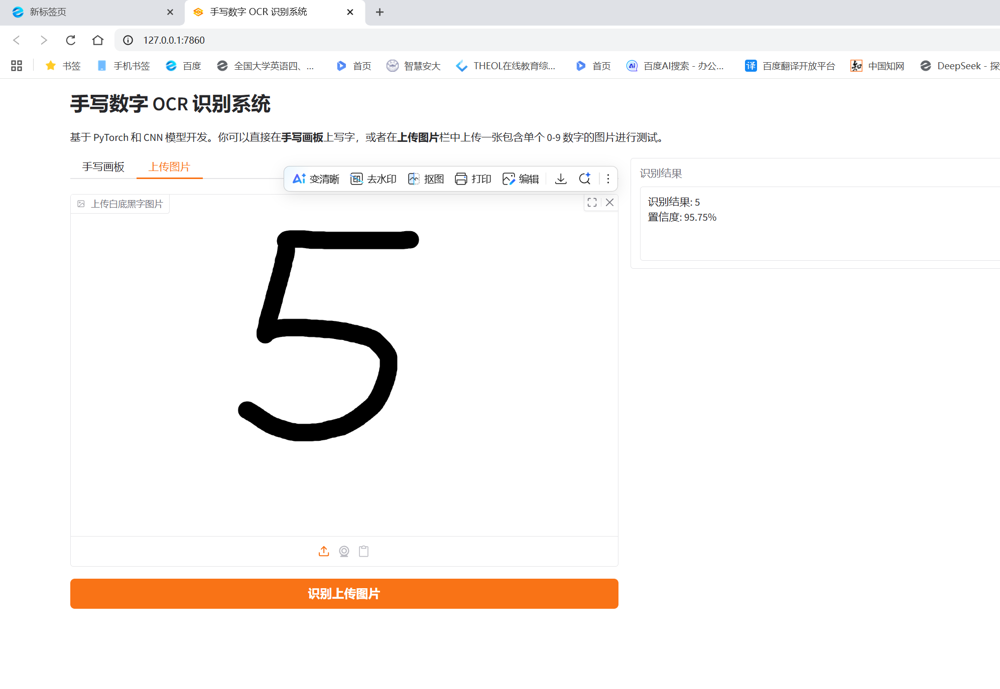 新标签页
手写数字 OCR 识别系统
127.0.0.1:7860
书签 手机书签 百度 全国大学英语四、... 首页 智慧安大 THEOL在线教育综... 首页 百度AI搜索 - 办公... 百度翻译开放平台 中国知网 DeepSeek - 探
手写数字 OCR 识别系统
基于 PyTorch 和 CNN 模型开发。你可以直接在手写画板上写字，或者在上传图片栏中上传一张包含单个 0-9 数字的图片进行测试。
手写画板 上传图片
变清晰 去水印 抠图 打印 编辑
上传白底黑字图片
5
识别上传图片
识别结果
识别结果: 5
置信度: 95.75%